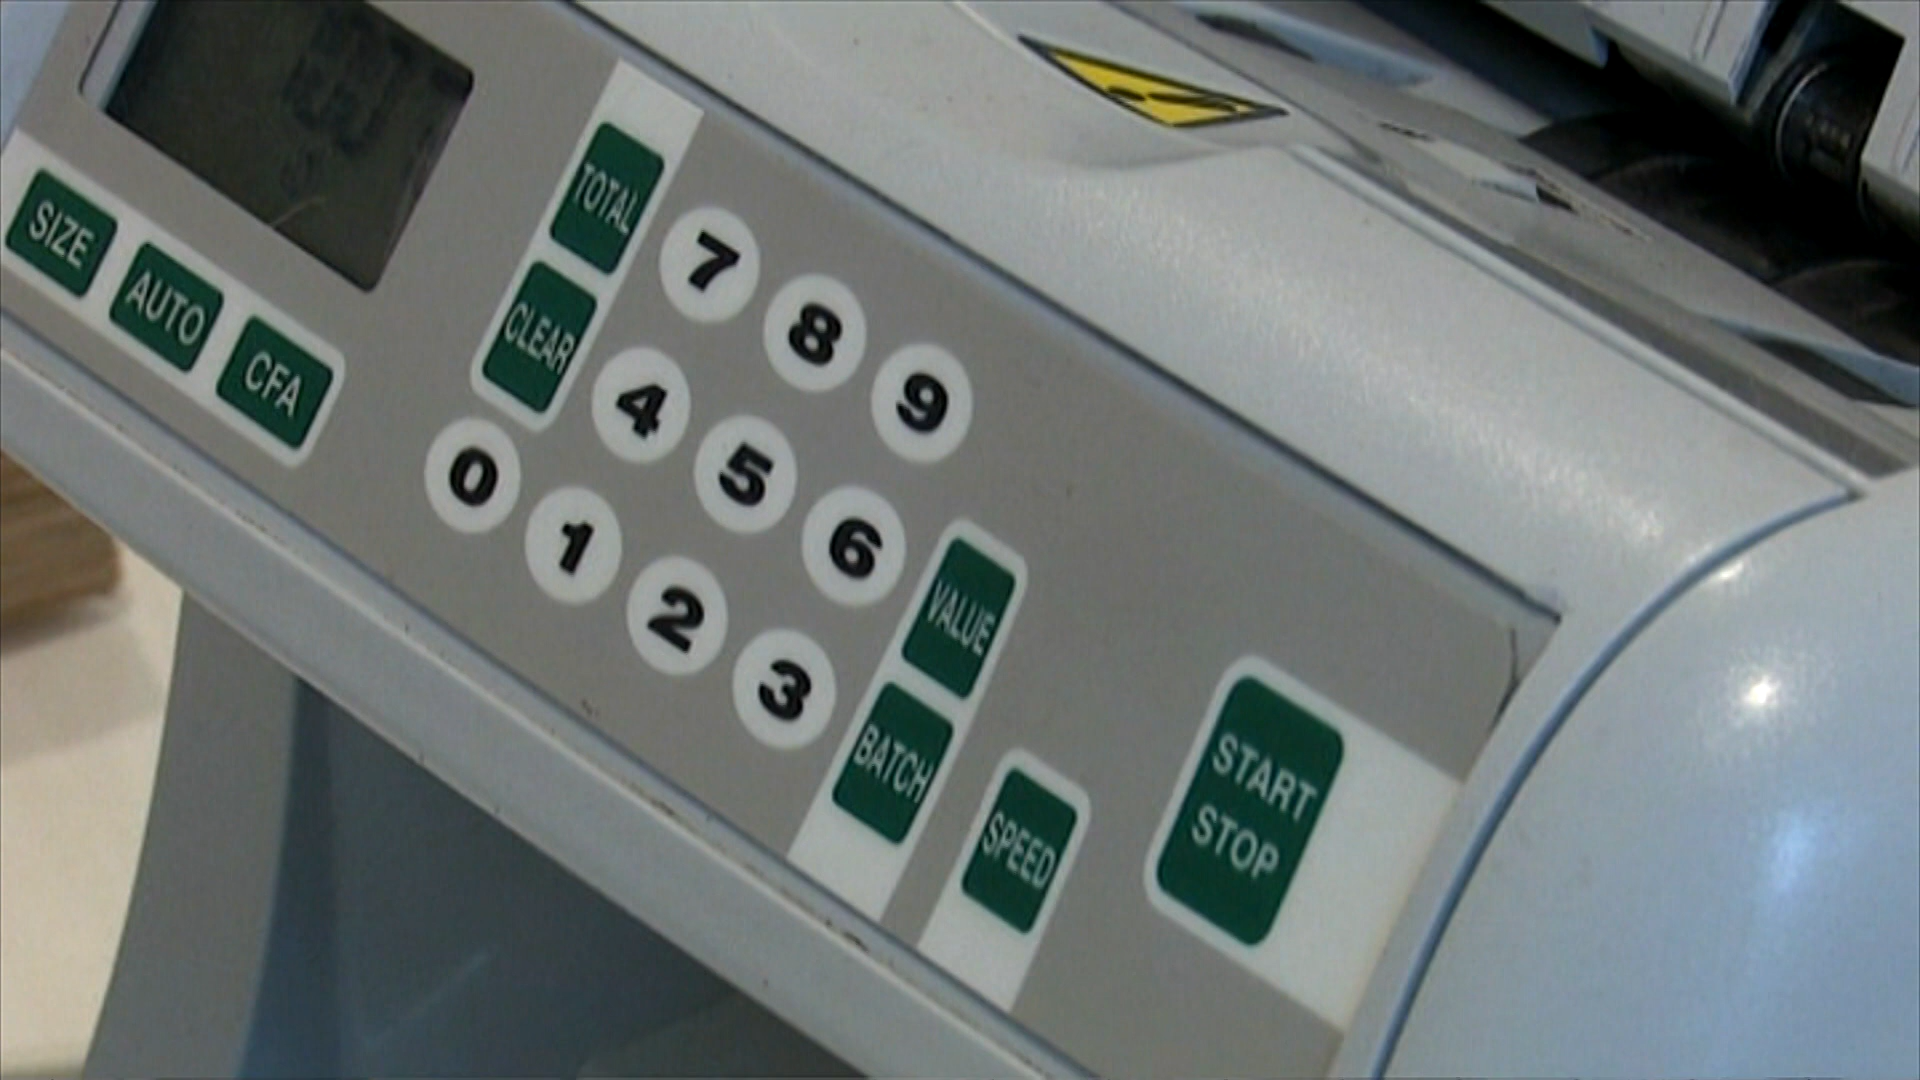 SIZE
AUTO
CFA
TOTAL
CLEAR
7
8
9
4
5
6
0
1
2
3
VALUE
BATCH
SPEED
START
STOP